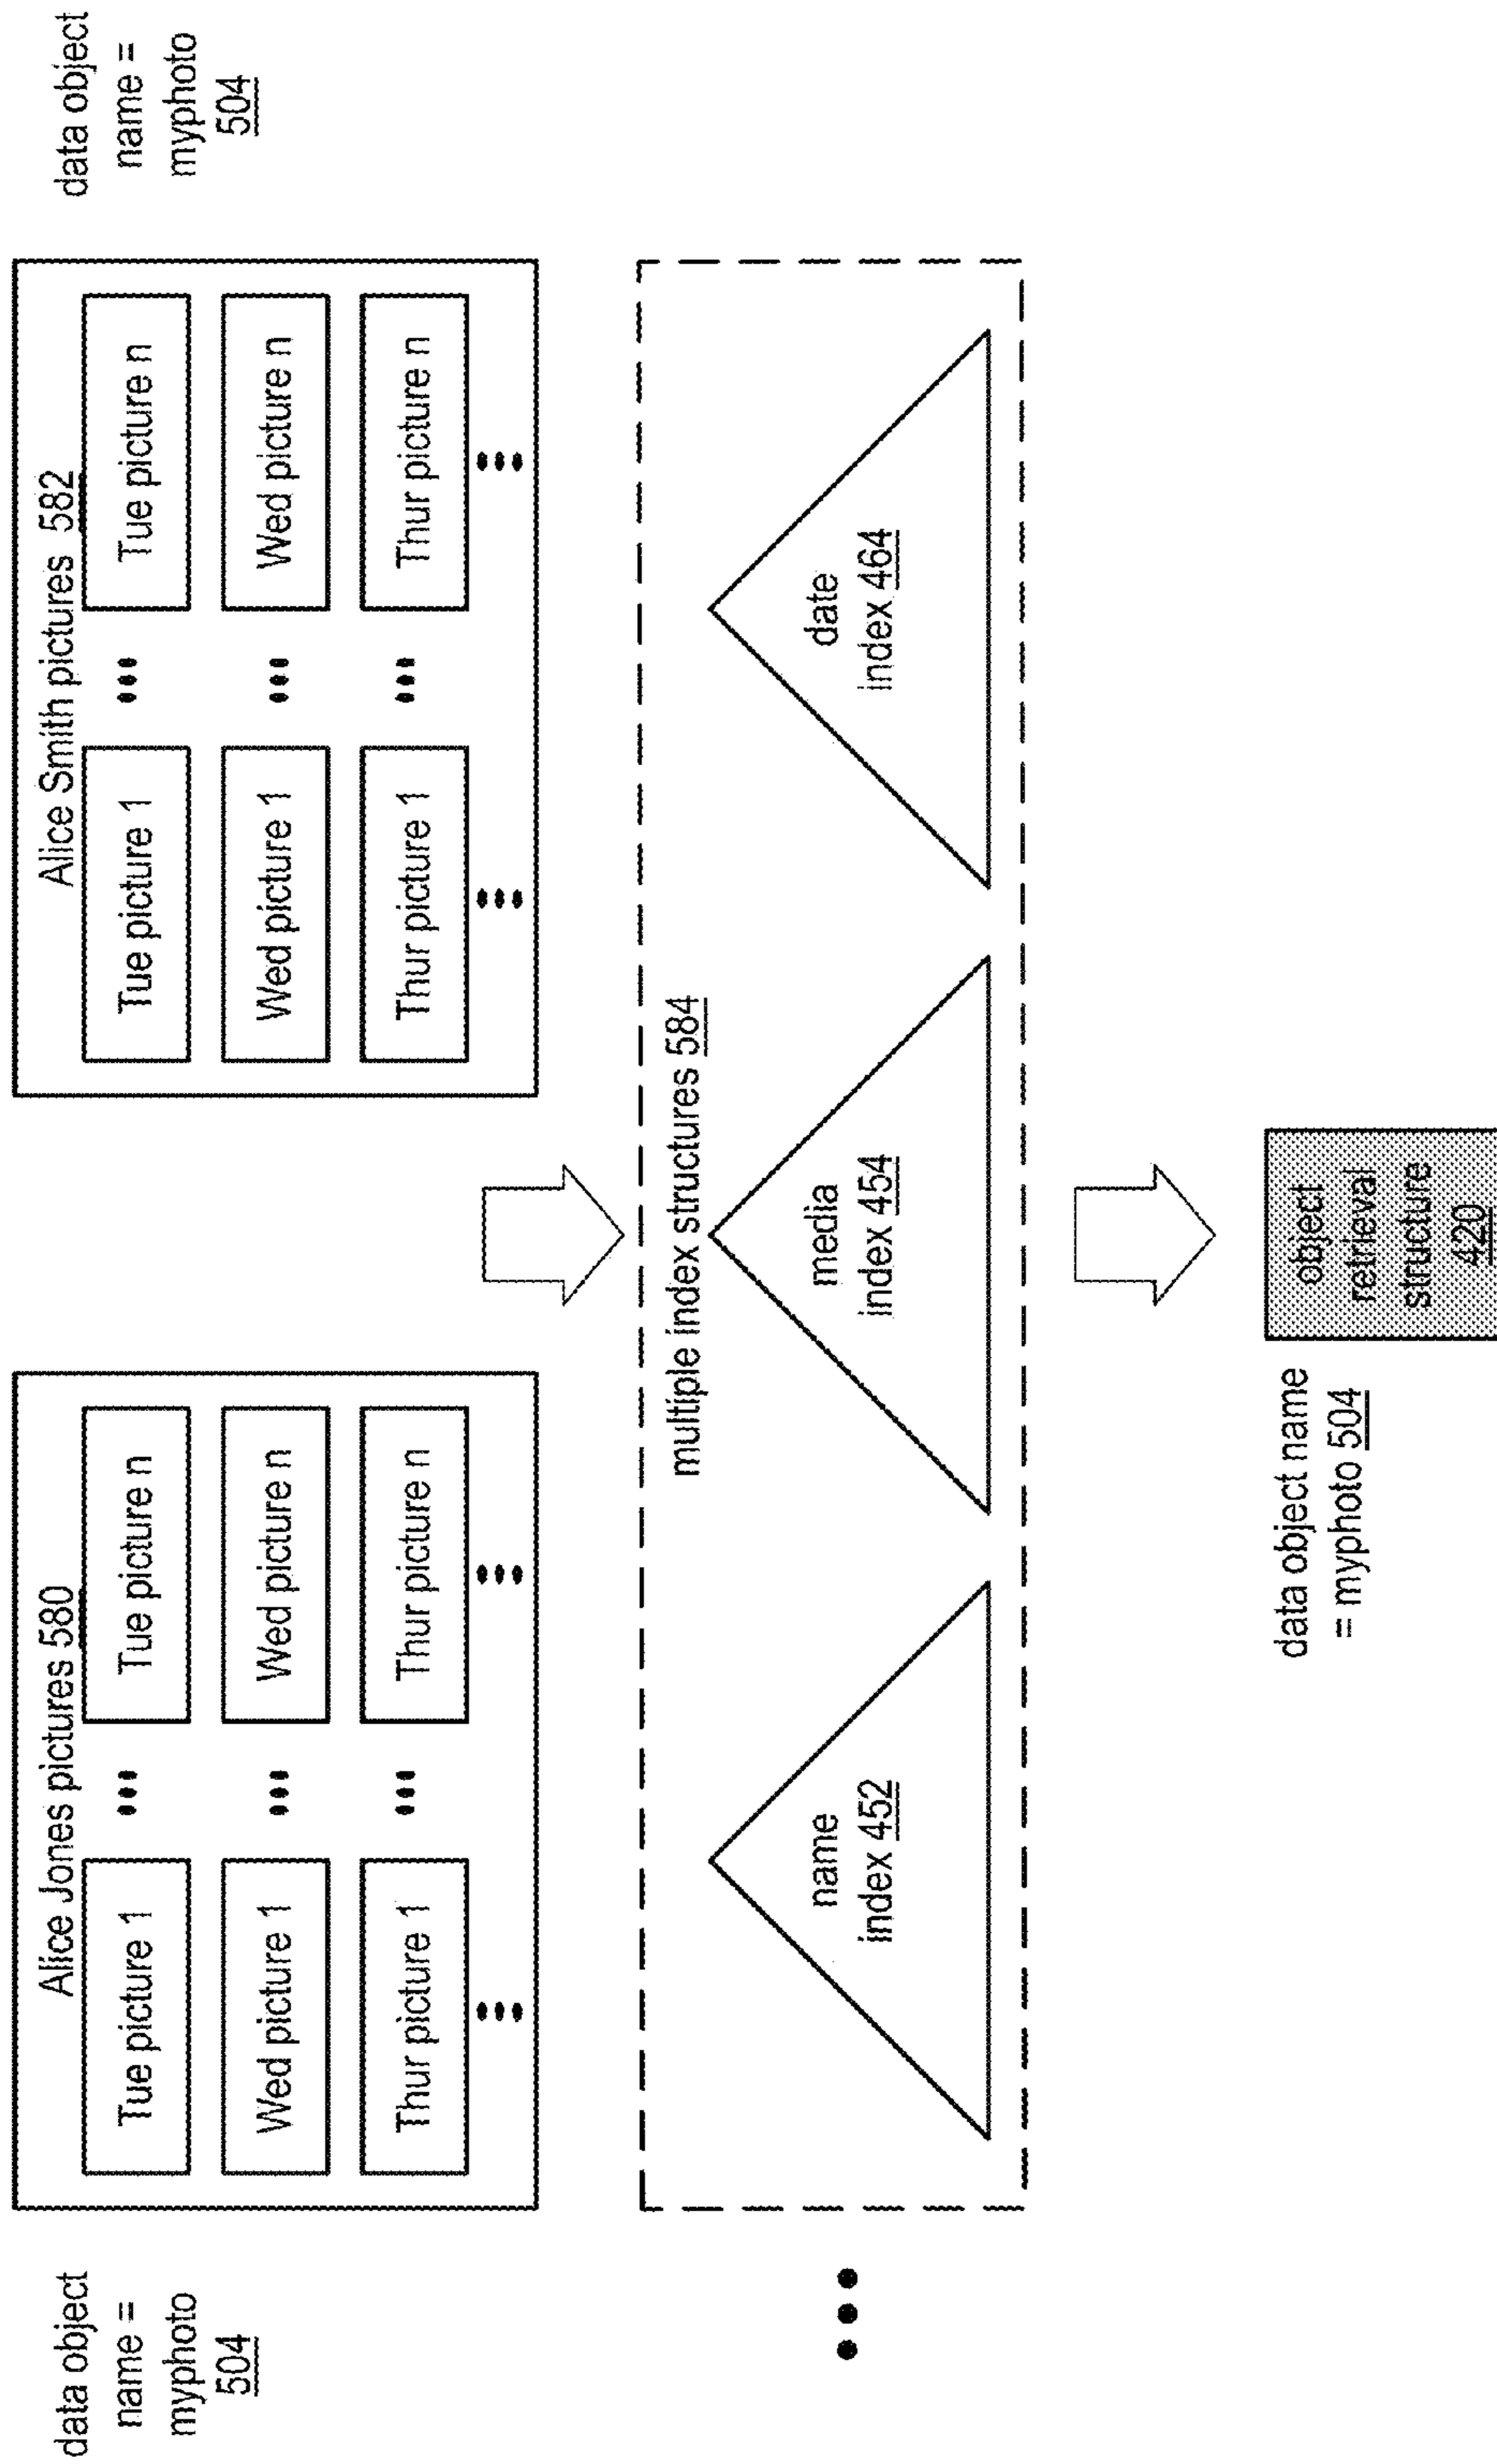 data object
name =
myphoto
504
Alice Jones pictures 580
Tue picture 1
•••
Tue picture n
Wed picture 1
•••
Wed picture n
Thur picture 1
•••
Thur picture n
•••
•••
Alice Smith pictures 582
Tue picture 1
•••
Tue picture n
Wed picture 1
•••
Wed picture n
Thur picture 1
•••
Thur picture n
•••
•••
data object
name =
myphoto
504
multiple index structures 584
•••
name
index 452
media
index 454
date
index 464
data object name
= myphoto 504
object
retrieval
structure
420